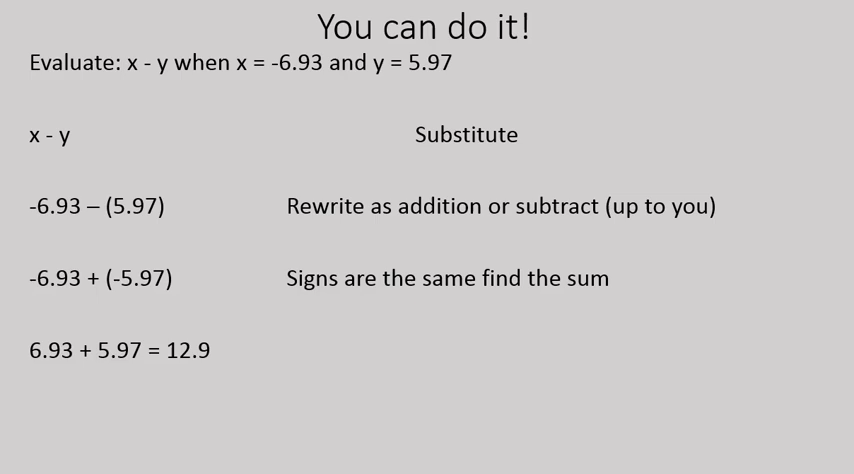 You can do it!
Evaluate: x - y when x = -6.93 and y = 5.97
x - y Substitute
-6.93 – (5.97) Rewrite as addition or subtract (up to you)
-6.93 + (-5.97) Signs are the same find the sum
6.93 + 5.97 = 12.9